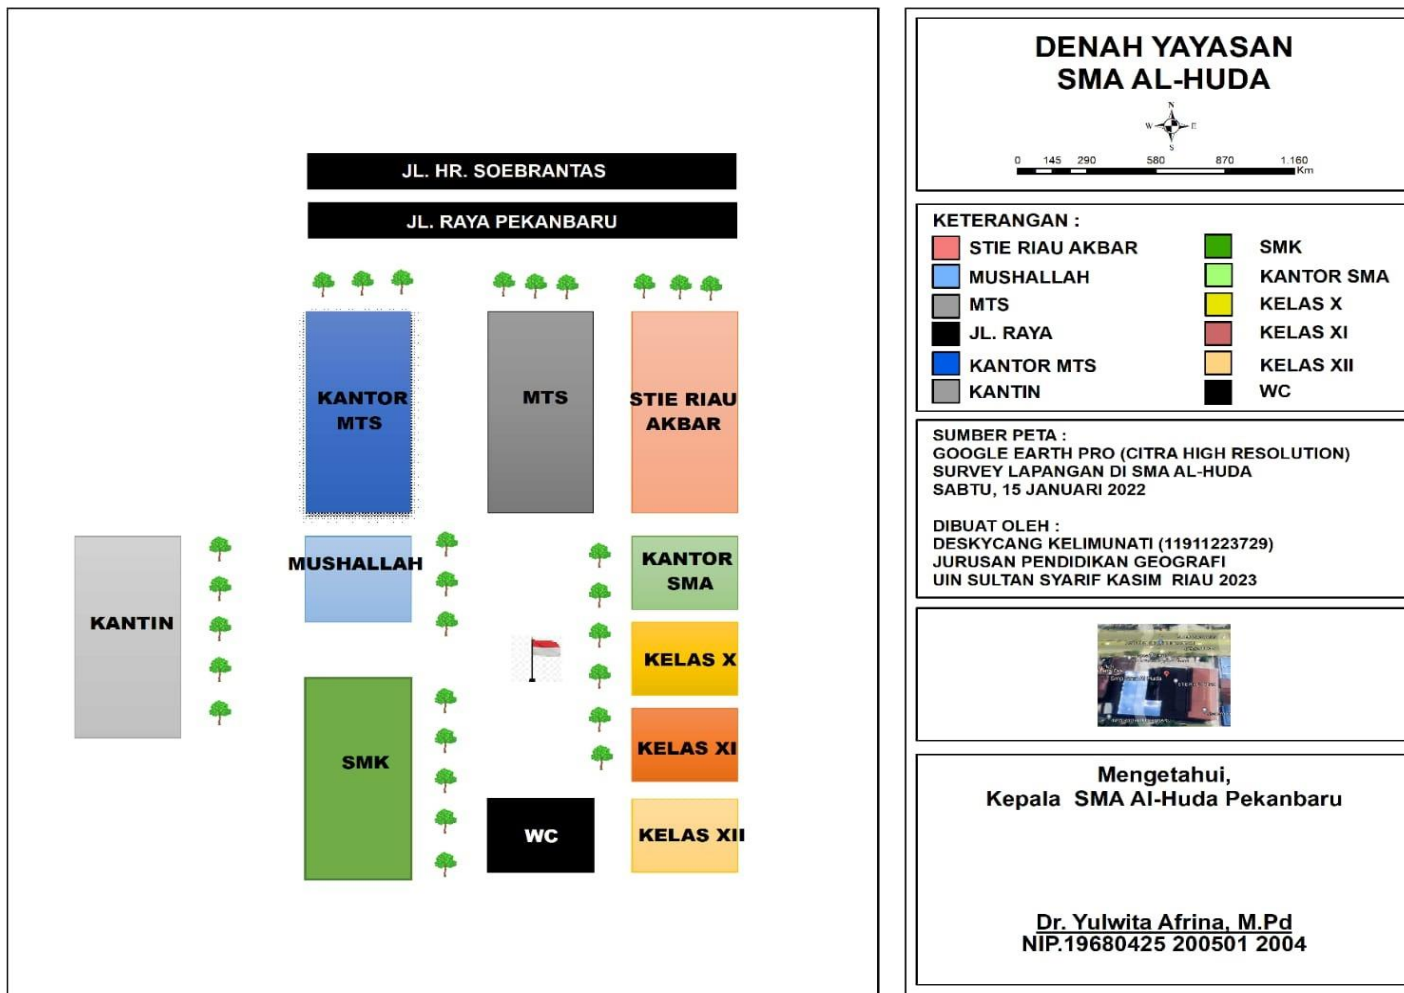 JL. HR. SOEBRANTAS
JL. RAYA PEKANBARU
KANTOR
MTS
MTS
STIE RIAU
AKBAR
KANTIN
MUSHALLAH
KANTOR
SMA
KELAS X
SMK
KELAS XI
WC
KELAS XII
DENAH YAYASAN
SMA AL-HUDA
N
W E
S
0 145 290 580 870 1.160
Km
KETERANGAN :
STIE RIAU AKBAR
MUSHALLAH
MTS
JL. RAYA
KANTOR MTS
KANTIN
SMK
KANTOR SMA
KELAS X
KELAS XI
KELAS XII
WC
SUMBER PETA :
GOOGLE EARTH PRO (CITRA HIGH RESOLUTION)
SURVEY LAPANGAN DI SMA AL-HUDA
SABTU, 15 JANUARI 2022
DIBUAT OLEH :
DESKYCANG KELIMUNATI (11911223729)
JURUSAN PENDIDIKAN GEOGRAFI
UIN SULTAN SYARIF KASIM RIAU 2023
Mengetahui,
Kepala SMA Al-Huda Pekanbaru
Dr. Yulwita Afrina, M.Pd
NIP.19680425 200501 2004